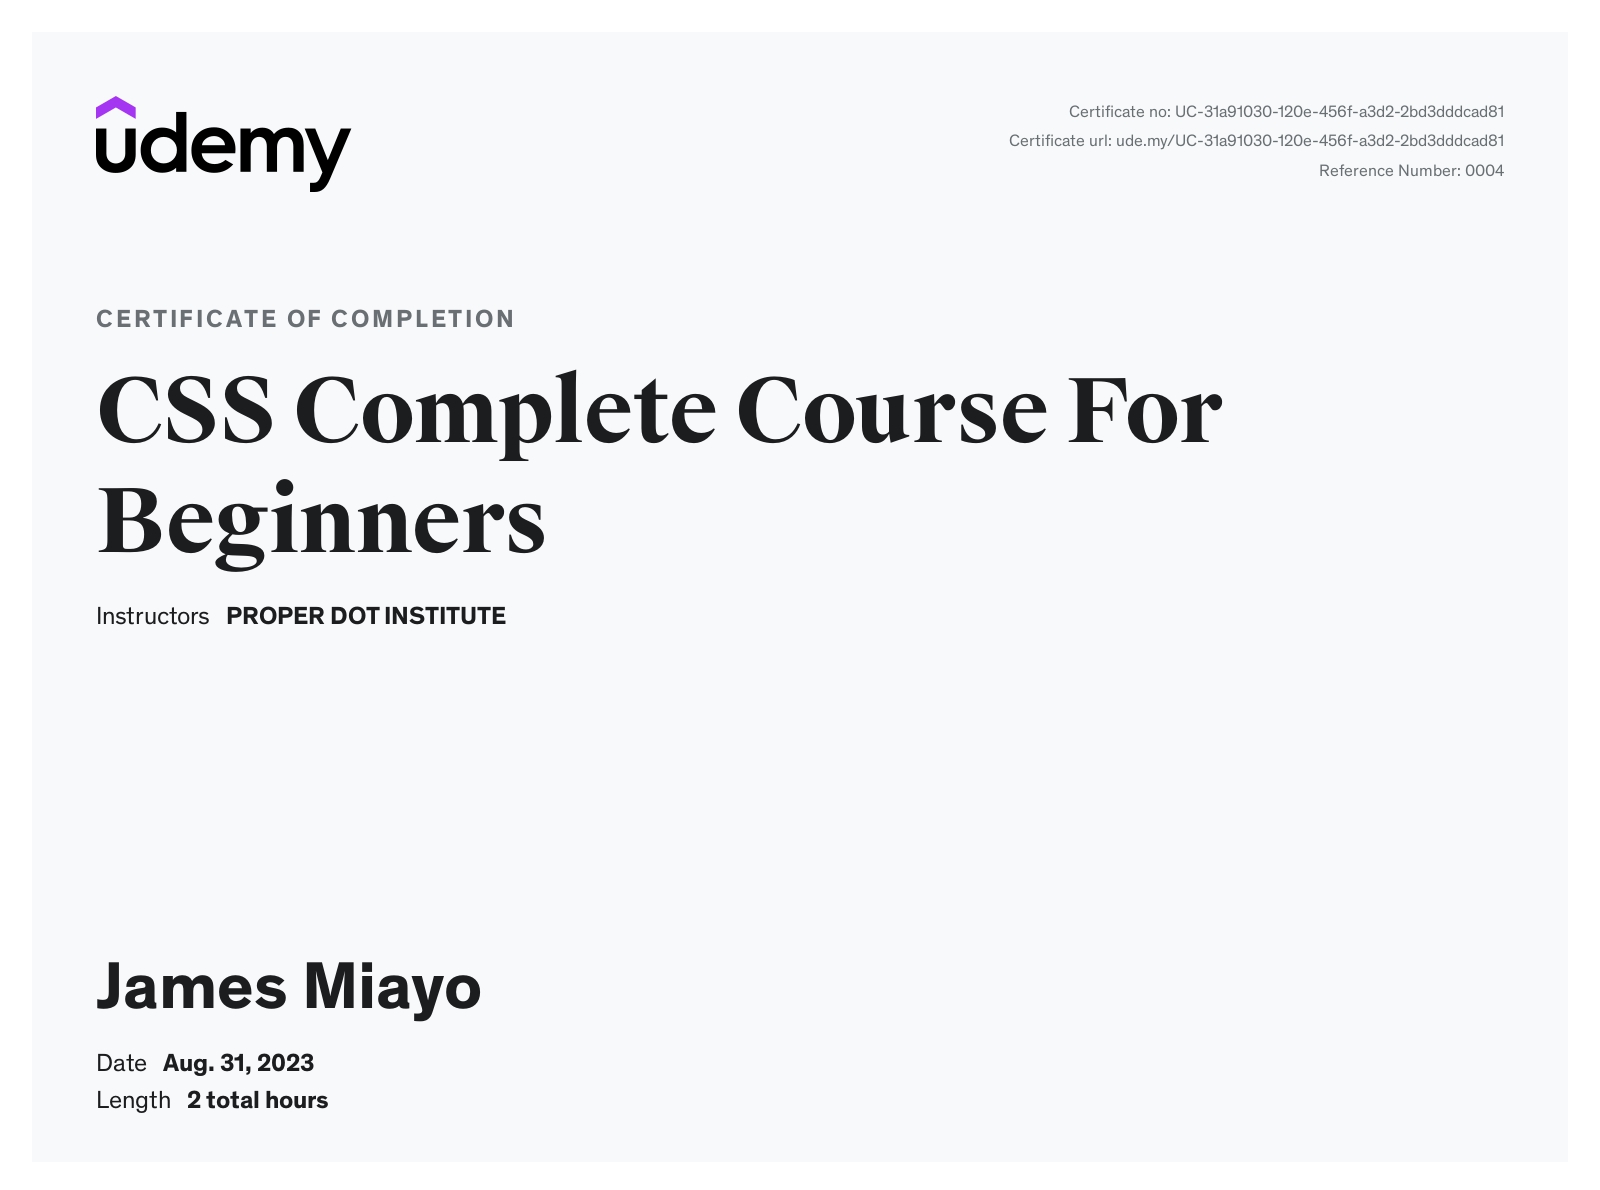 udemy
Certificate no: UC-31a91030-120e-456f-a3d2-2bd3dddcad81
Certificate url: ude.my/UC-31a91030-120e-456f-a3d2-2bd3dddcad81
Reference Number: 0004
CERTIFICATE OF COMPLETION
CSS Complete Course For
Beginners
Instructors PROPER DOT INSTITUTE
James Miayo
Date Aug. 31, 2023
Length 2 total hours